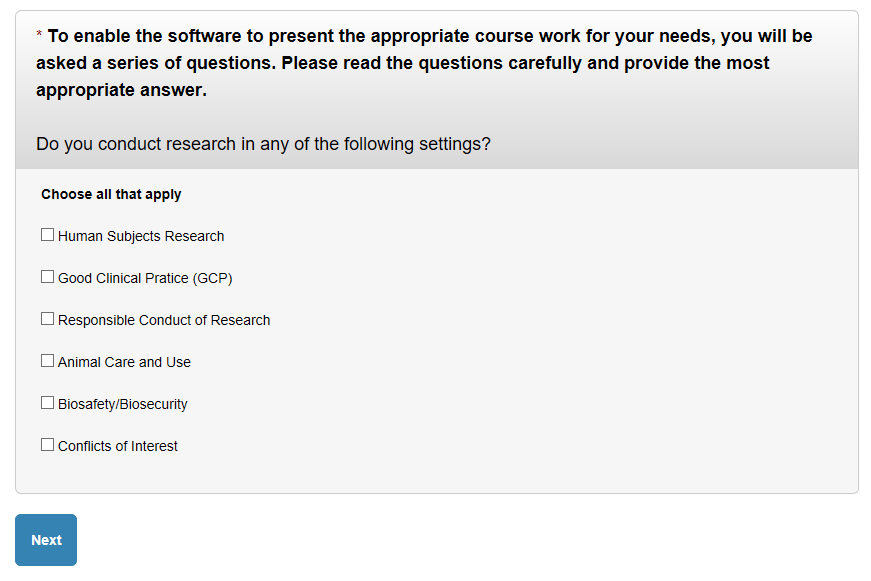 * To enable the software to present the appropriate course work for your needs, you will be
asked a series of questions. Please read the questions carefully and provide the most
appropriate answer.
Do you conduct research in any of the following settings?
Choose all that apply
Human Subjects Research
Good Clinical Pratice (GCP)
Responsible Conduct of Research
Animal Care and Use
Biosafety/Biosecurity
Conflicts of Interest
Next